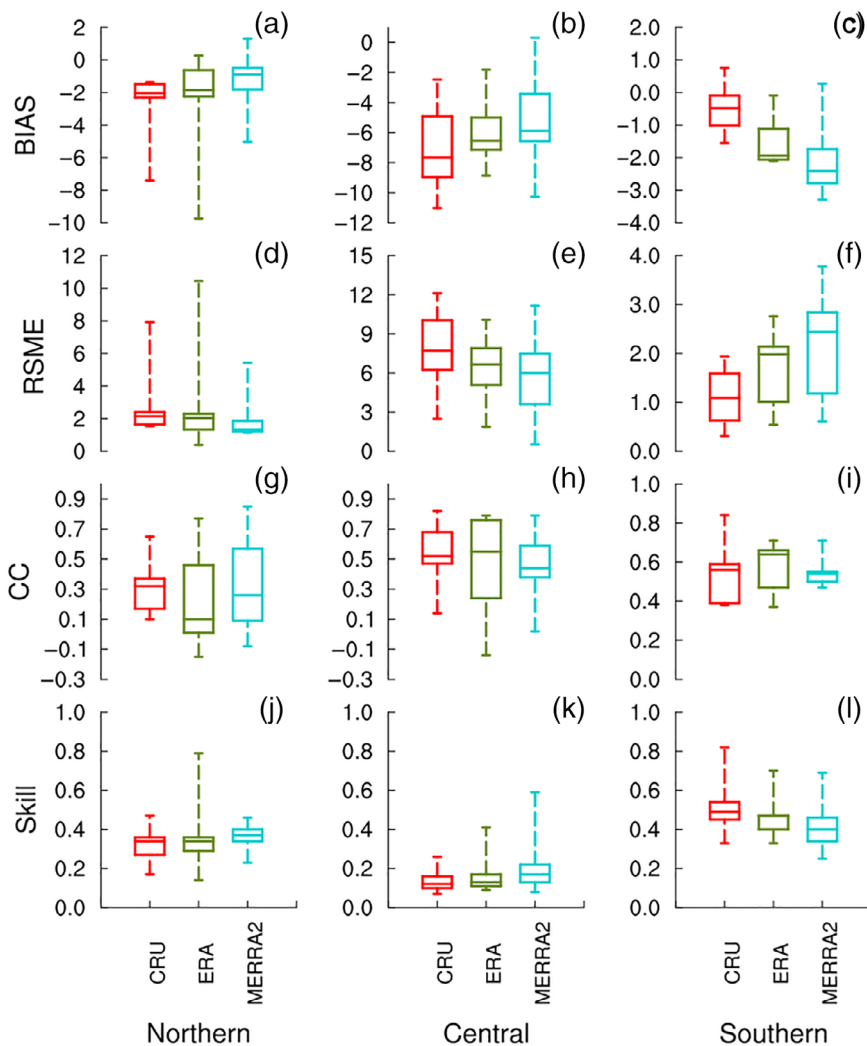 (a) (b) (c)
BIAS
2 0 −2 −4 −6 −8 −10
0 −2 −4 −6 −8 −10 −12
2.0 1.0 0.0 −1.0 −2.0 −3.0 −4.0
(d) (e) (f)
RSME
12 10 8 6 4 2 0
15 12 9 6 3 0
4.0 3.0 2.0 1.0 0.0
(g) (h) (i)
CC
0.9 0.7 0.5 0.3 0.1 −0.1 −0.3
0.9 0.7 0.5 0.3 0.1 −0.1 −0.3
1.0 0.8 0.6 0.4 0.2 0.0
(j) (k) (l)
Skill
1.0 0.8 0.6 0.4 0.2 0.0
1.0 0.8 0.6 0.4 0.2 0.0
1.0 0.8 0.6 0.4 0.2 0.0
CRU ERA MERRA2
CRU ERA MERRA2
CRU ERA MERRA2
Northern Central Southern